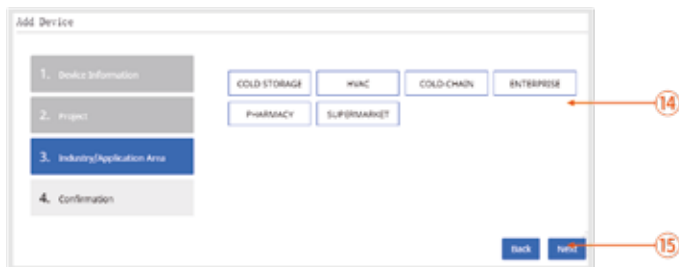 Add Device
1. Device Information
2. Project
3. Industry/Application Area
4. Confirmation
COLD STORAGE HVAC COLD-CHAIN ENTERPRISE
PHARMACY SUPERMARKET
14
Back Next
15